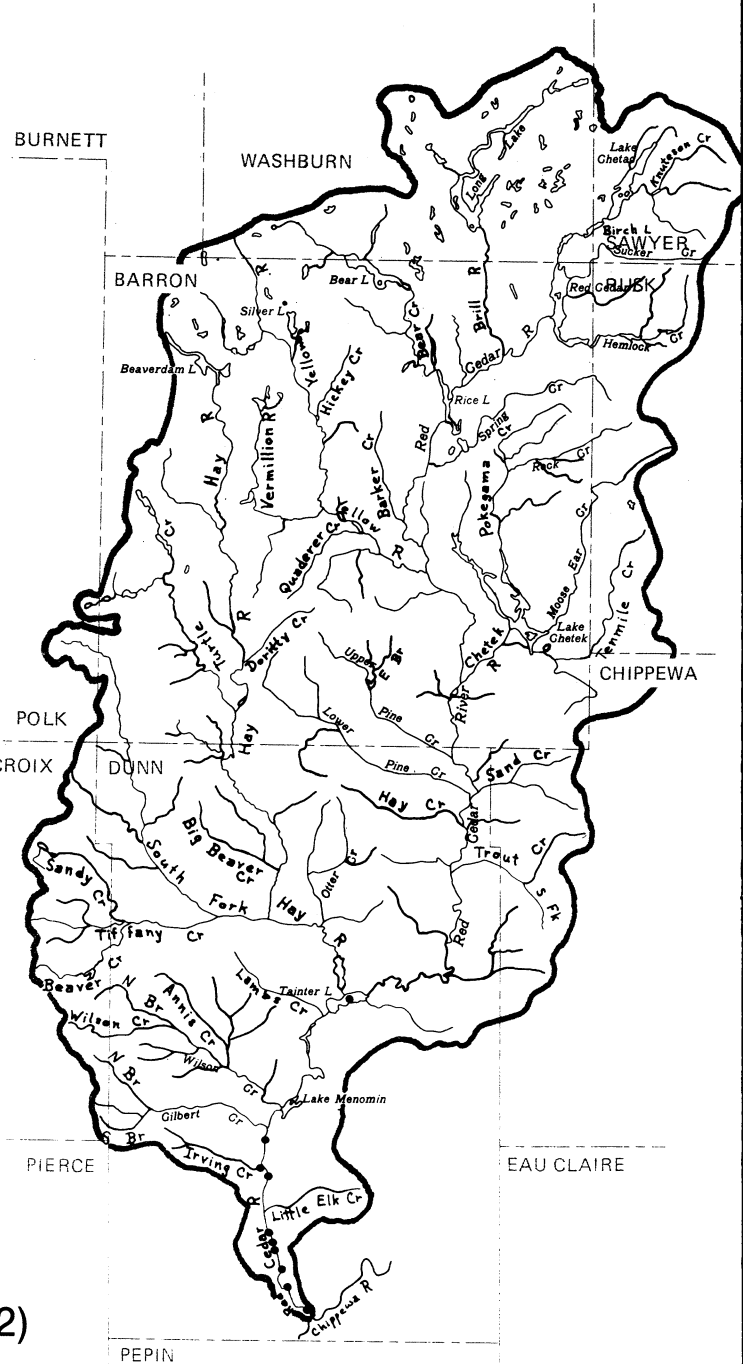 BURNETT
WASHBURN
Long Lake
Lake Chetac
Knuteson Cr
Birch L
SAWYER
Sucker Cr
BARRON
R
Bear L
Red Cedar L
RUSK
Silver L
Yellow R
Bear Cr
Brill R
Hemlock Cr
Beaverdam L
Cedar R
Hickey Cr
Rice L
Cr
Hay R
Vermillion R
Red
Spring Cr
Barker Cr
Pokegama
Rock Cr
Cr
Yellow R
Quaderer Cr
Moose Ear Cr
Turtle
R
Dority Cr
Lake Chetek
Tenmile Cr
Chetek R
Upper
E Br
CHIPPEWA
River
POLK
Hay
Lower
Pine Cr
CROIX
DUNN
Pine Cr
Sand Cr
Hay Cr
Cedar
Big Beaver Cr
Trout Cr
Sandy Cr
South Fork Hay R
Otter Cr
S Fk
Red
Tiffany Cr
Beaver Cr
N Br
Annis Cr
Lambs Cr
Tainter L
Wilson Cr
N Br
Wilson Cr
Lake Menomin
Gilbert Cr
S Br
PIERCE
Irving Cr
EAU CLAIRE
Little Elk Cr
Red Cedar R
Chippewa R
2)
PEPIN